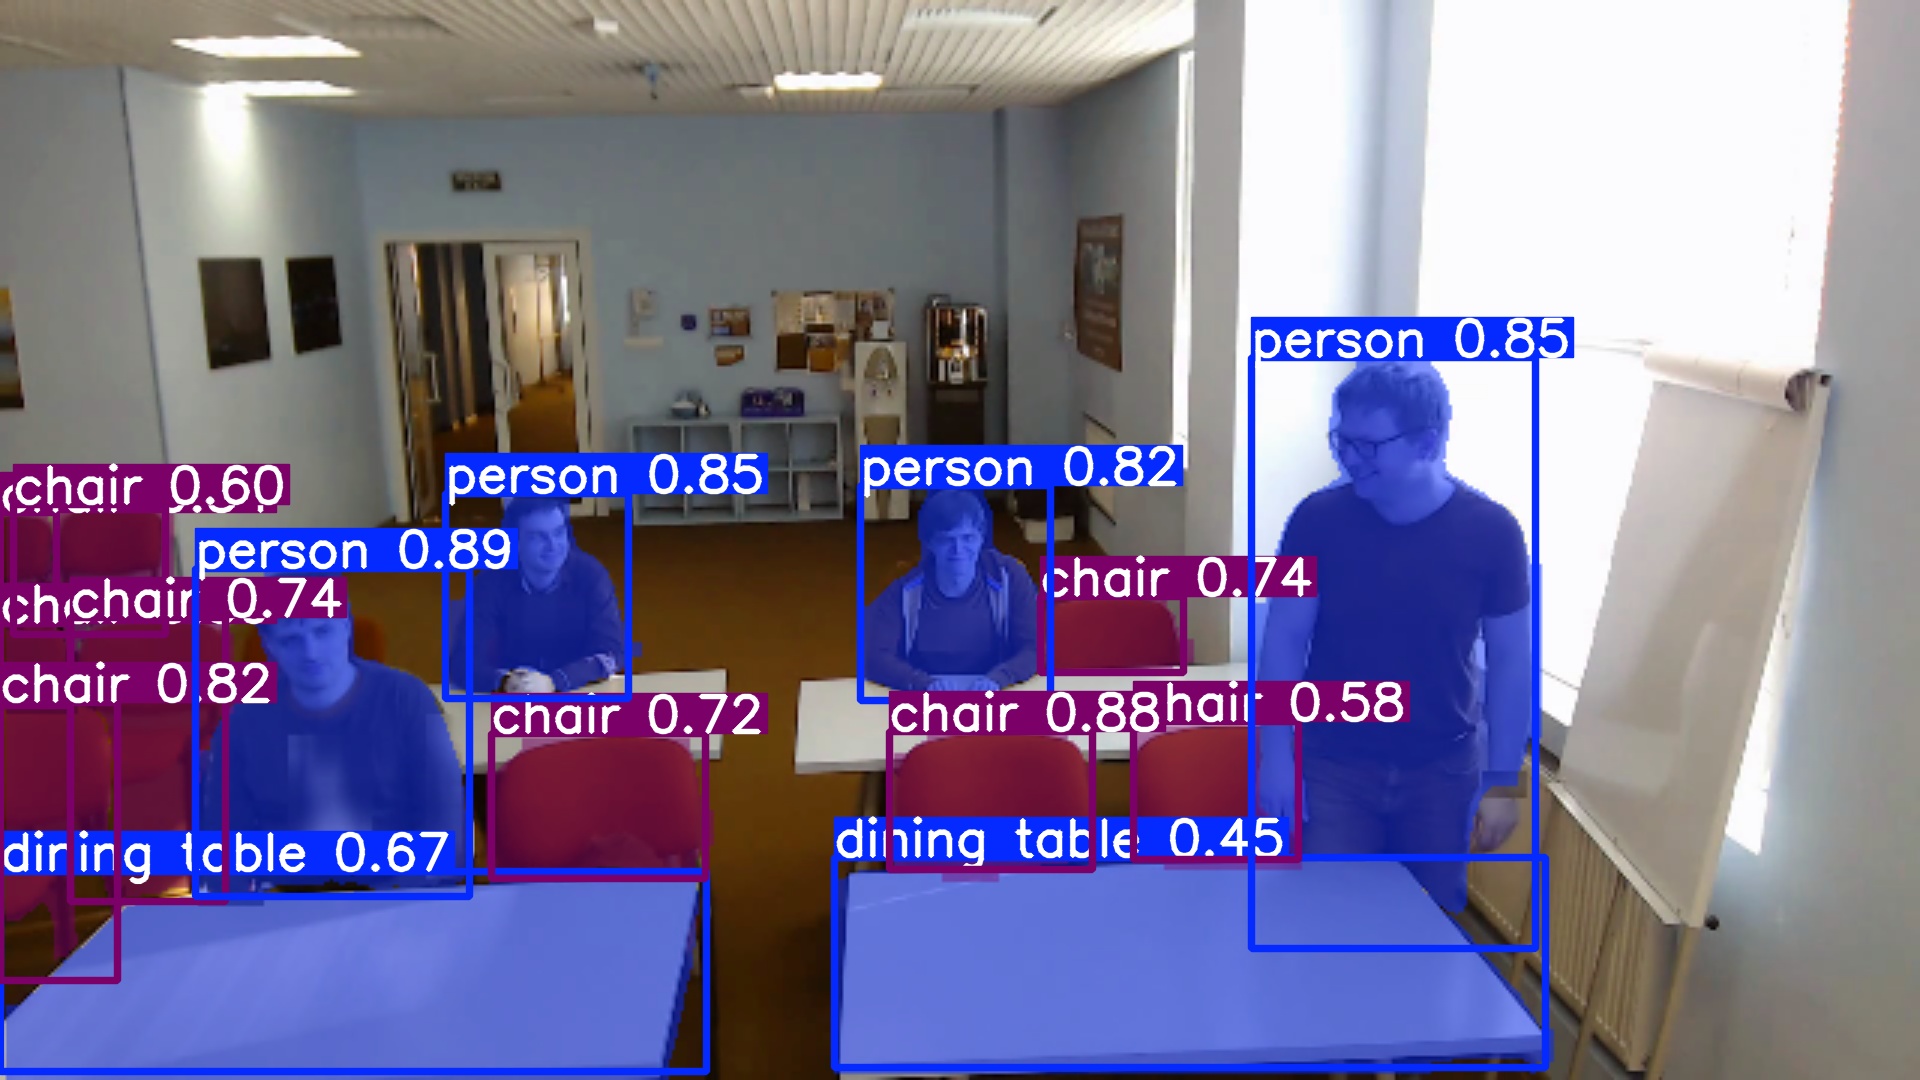 person 0.85
person 0.85
person 0.82
chair 0.60
person 0.89
chair 0.74
chair 0.74
chair 0.82
chair 0.72
chair 0.88
hair 0.58
dining table 0.67
dining table 0.45